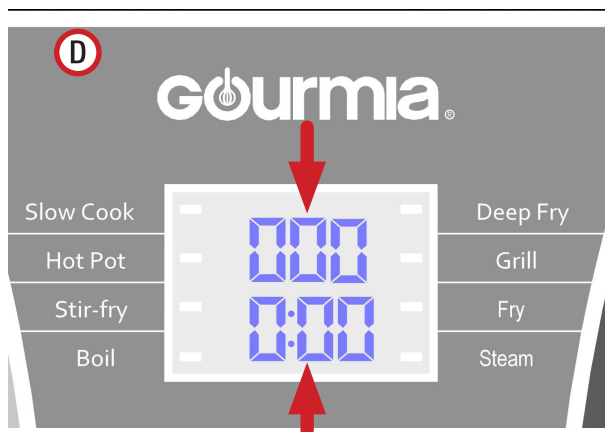 D
Gourmia®
Slow Cook
Hot Pot
Stir-fry
Boil
000
0:00
Deep Fry
Grill
Fry
Steam